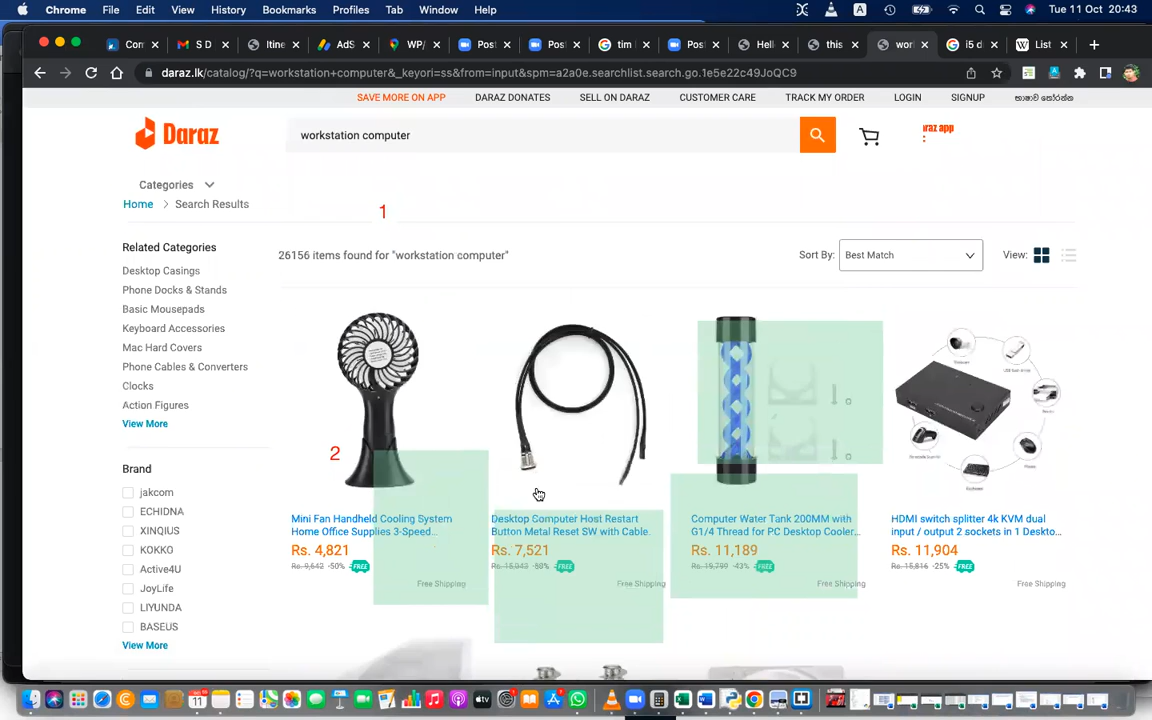 Chrome File Edit View History Bookmarks Profiles Tab Window Help A Tue 11 Oct 20:43
Con S D Itine AdS WP/ Post Post tim Post Hell this work i5 d List
daraz.lk/catalog/?q=workstation+computer&_keyori=ss&from=input&spm=a2a0e.searchlist.search.go.1e5e22c49JoQC9
SAVE MORE ON APP DARAZ DONATES SELL ON DARAZ CUSTOMER CARE TRACK MY ORDER LOGIN SIGNUP භාෂාව තෝරන්න
Daraz
workstation computer
araz app
Categories
Home Search Results
1
Related Categories
Desktop Casings
Phone Docks & Stands
Basic Mousepads
Keyboard Accessories
Mac Hard Covers
Phone Cables & Converters
Clocks
Action Figures
View More
Brand
jakcom
ECHIDNA
XINQIUS
KOKKO
Active4U
JoyLife
LIYUNDA
BASEUS
View More
26156 items found for "workstation computer"
Sort By: Best Match View:
2
Mini Fan Handheld Cooling System
Home Office Supplies 3-Speed...
Rs. 4,821
Rs. 9,642 -50% FREE
Free Shipping
Desktop Computer Host Restart
Button Metal Reset SW with Cable.
Rs. 7,521
Rs. 15,042 -50% FREE
Free Shipping
Computer Water Tank 200MM with
G1/4 Thread for PC Desktop Cooler...
Rs. 11,189
Rs. 19,799 -43% FREE
Free Shipping
HDMI switch splitter 4k KVM dual
input / output 2 sockets in 1 Deskto...
Rs. 11,904
Rs. 15,816 -25% FREE
Free Shipping